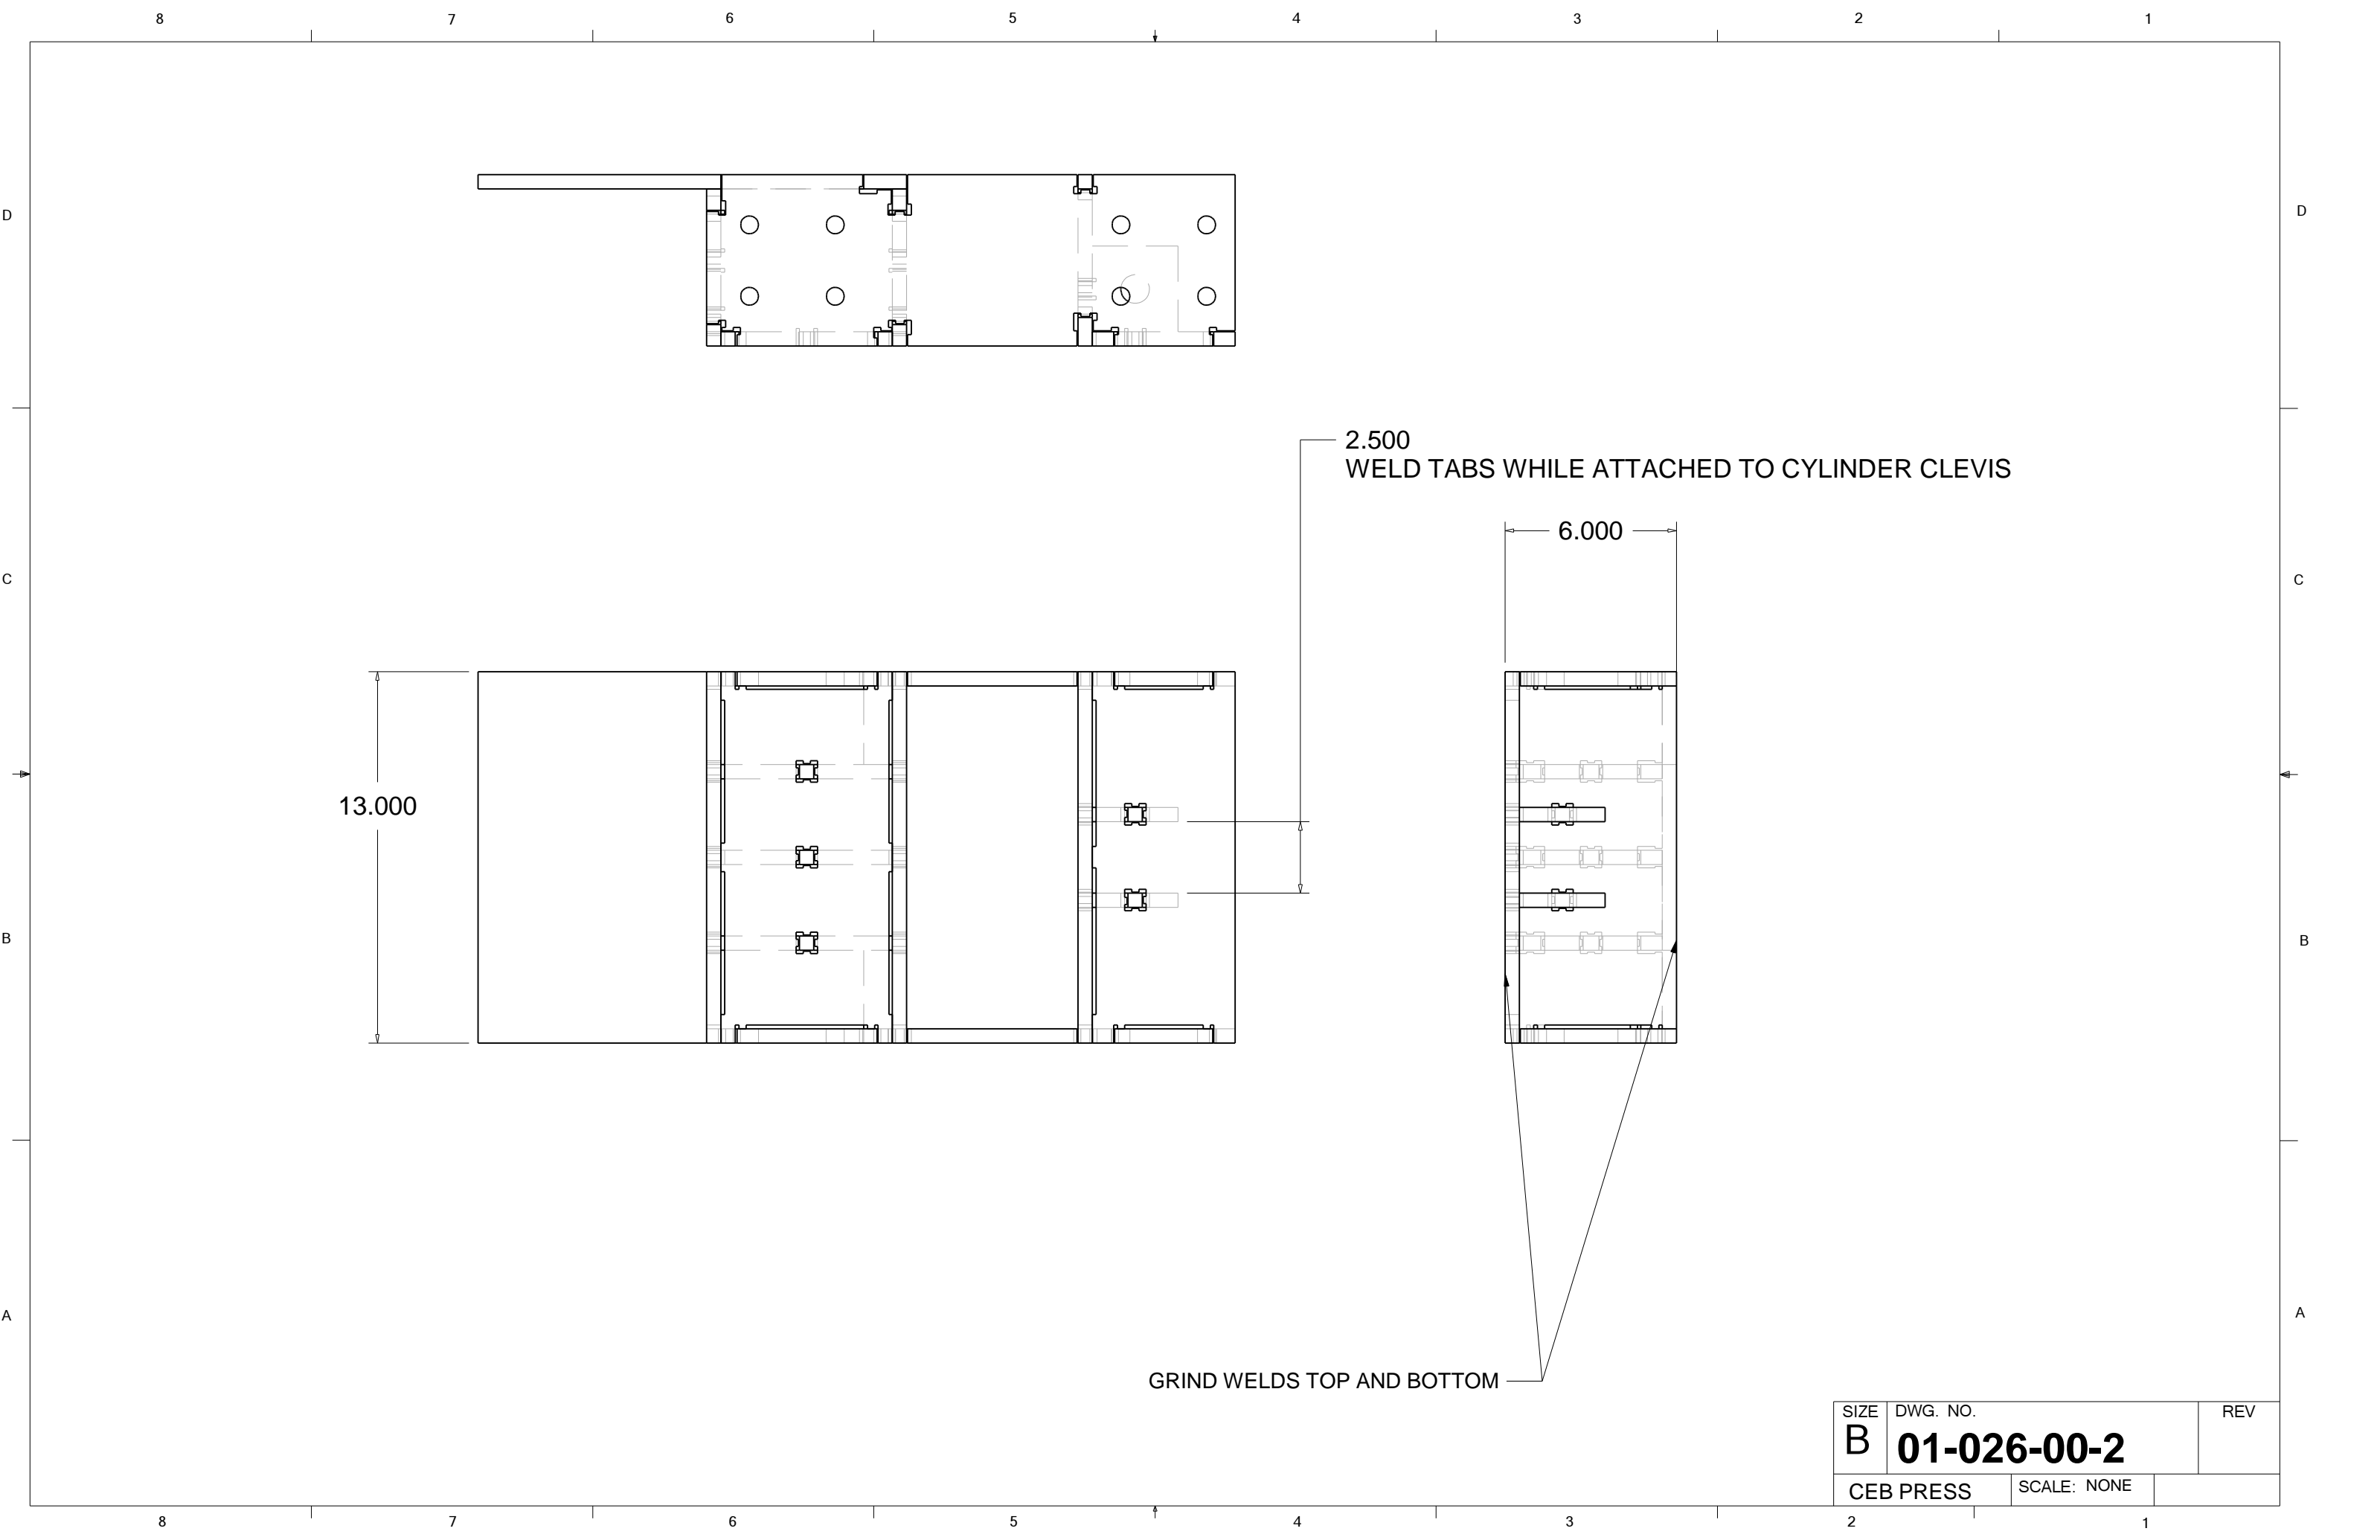 8 7 6 5 4 3 2 1
D D
2.500
WELD TABS WHILE ATTACHED TO CYLINDER CLEVIS
6.000
C C
13.000
B B
A A
GRIND WELDS TOP AND BOTTOM
SIZE DWG. NO. REV
B 01-026-00-2
CEB PRESS SCALE: NONE
8 7 6 5 4 3 2 1